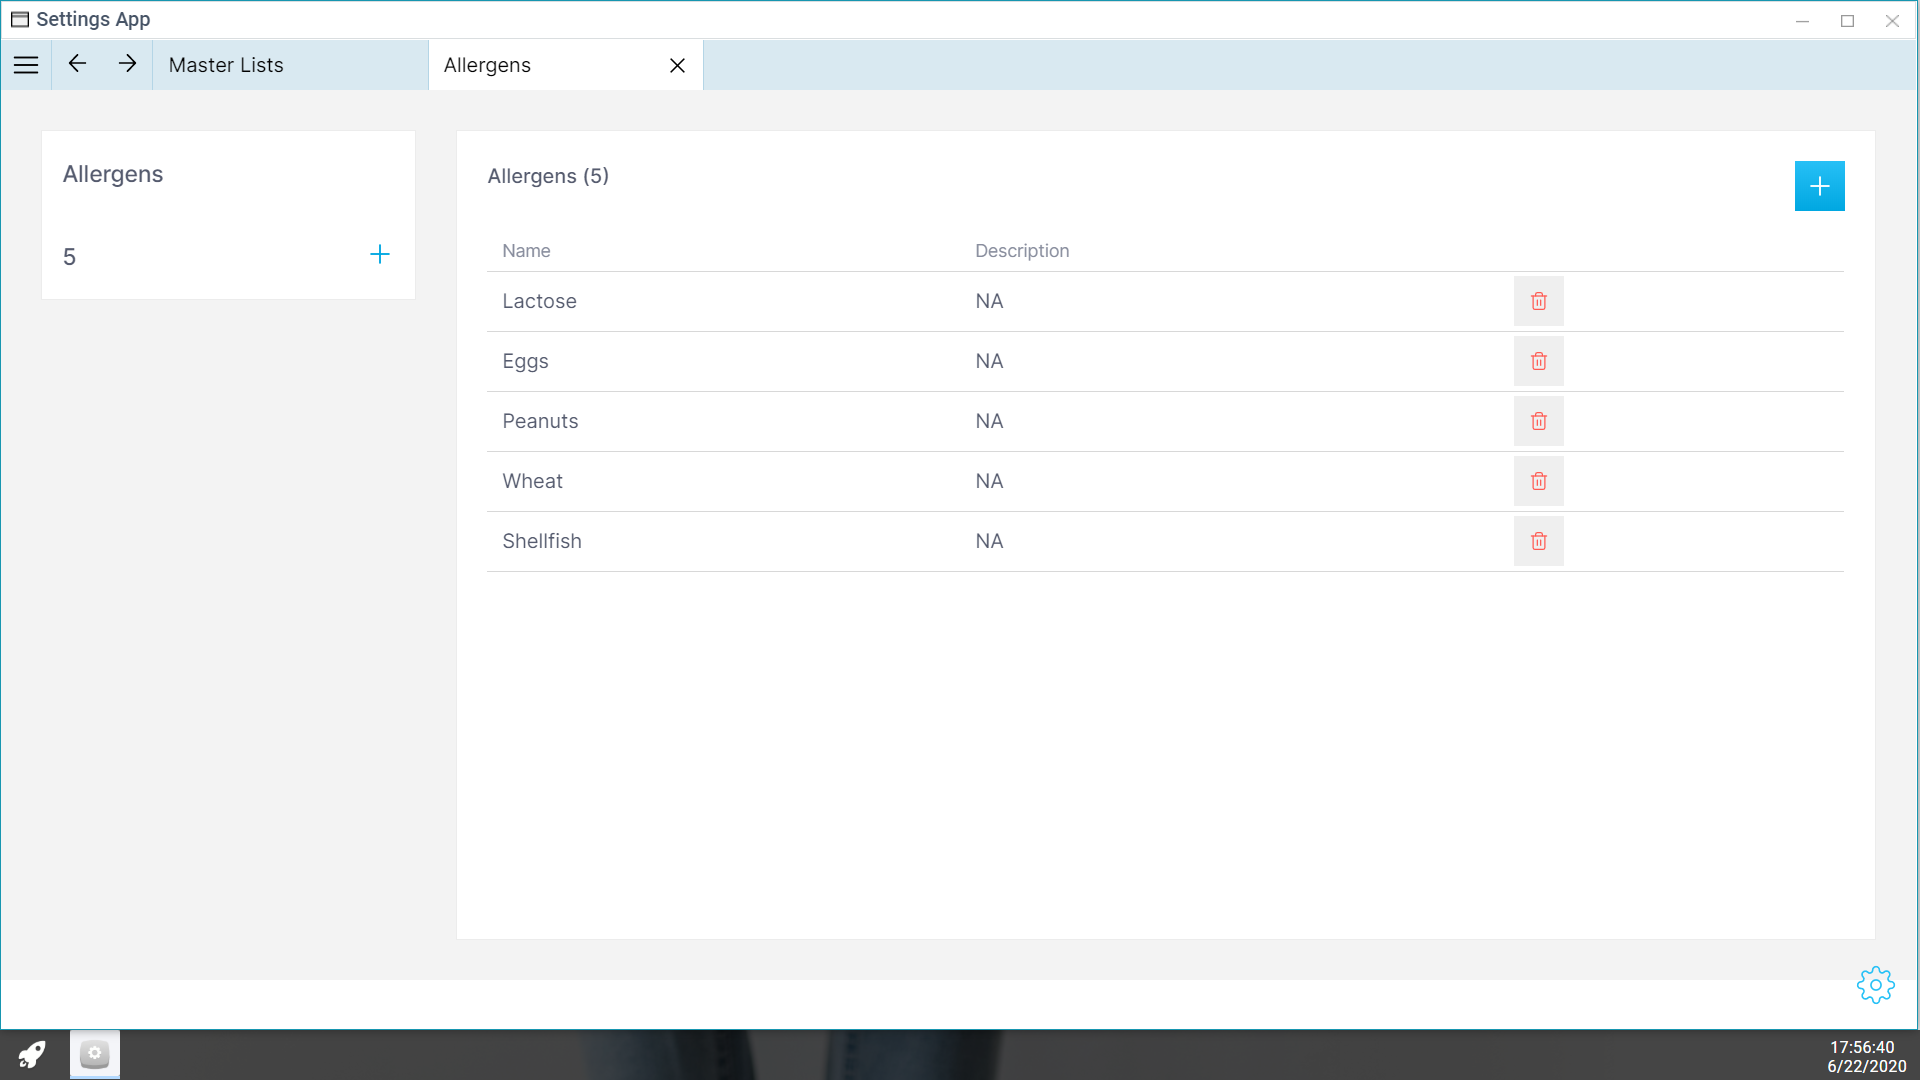 Settings App
Master Lists
Allergens
Allergens
5
Allergens (5)
Name Description
Lactose NA
Eggs NA
Peanuts NA
Wheat NA
Shellfish NA
17:56:40
6/22/2020